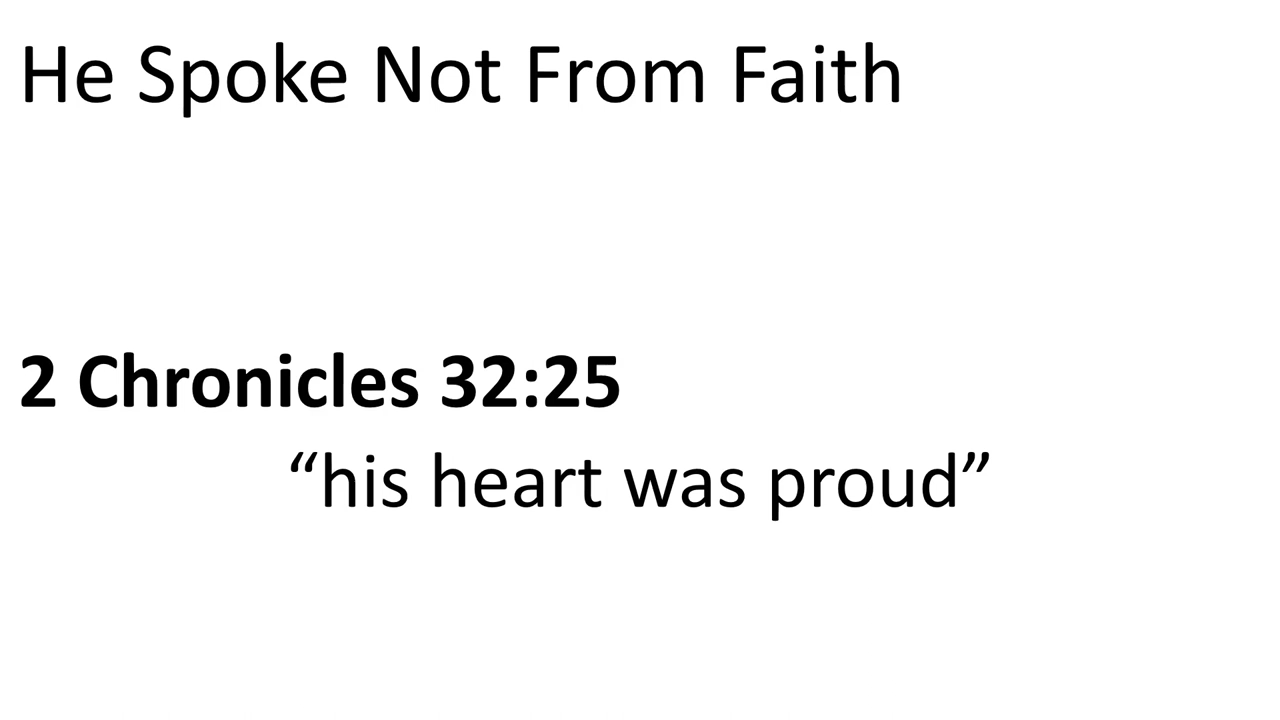 He Spoke Not From Faith
2 Chronicles 32:25
“his heart was proud”